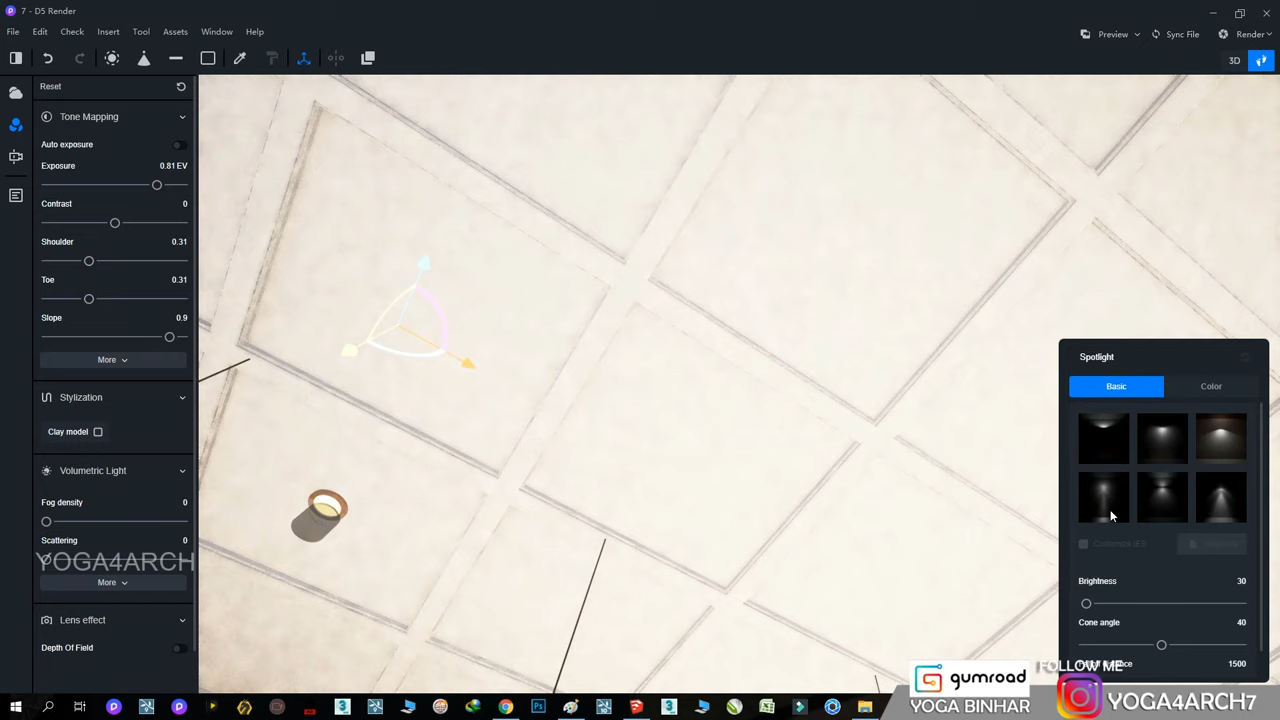 7 - D5 Render
File Edit Check Insert Tool Assets Window Help
Preview Sync File Render
3D
Reset
Tone Mapping
Auto exposure
Exposure 0.81 EV
Contrast 0
Shoulder 0.31
Toe 0.31
Slope 0.9
More
Stylization
Clay model
Volumetric Light
Fog density 0
Scattering 0
YOGA4ARCH
More
Lens effect
Depth Of Field
Spotlight
Basic Color
Customize IES
Brightness 30
Cone angle 40
distance 1500
FOLLOW ME
gumroad
YOGA BINHAR
YOGA4ARCH7